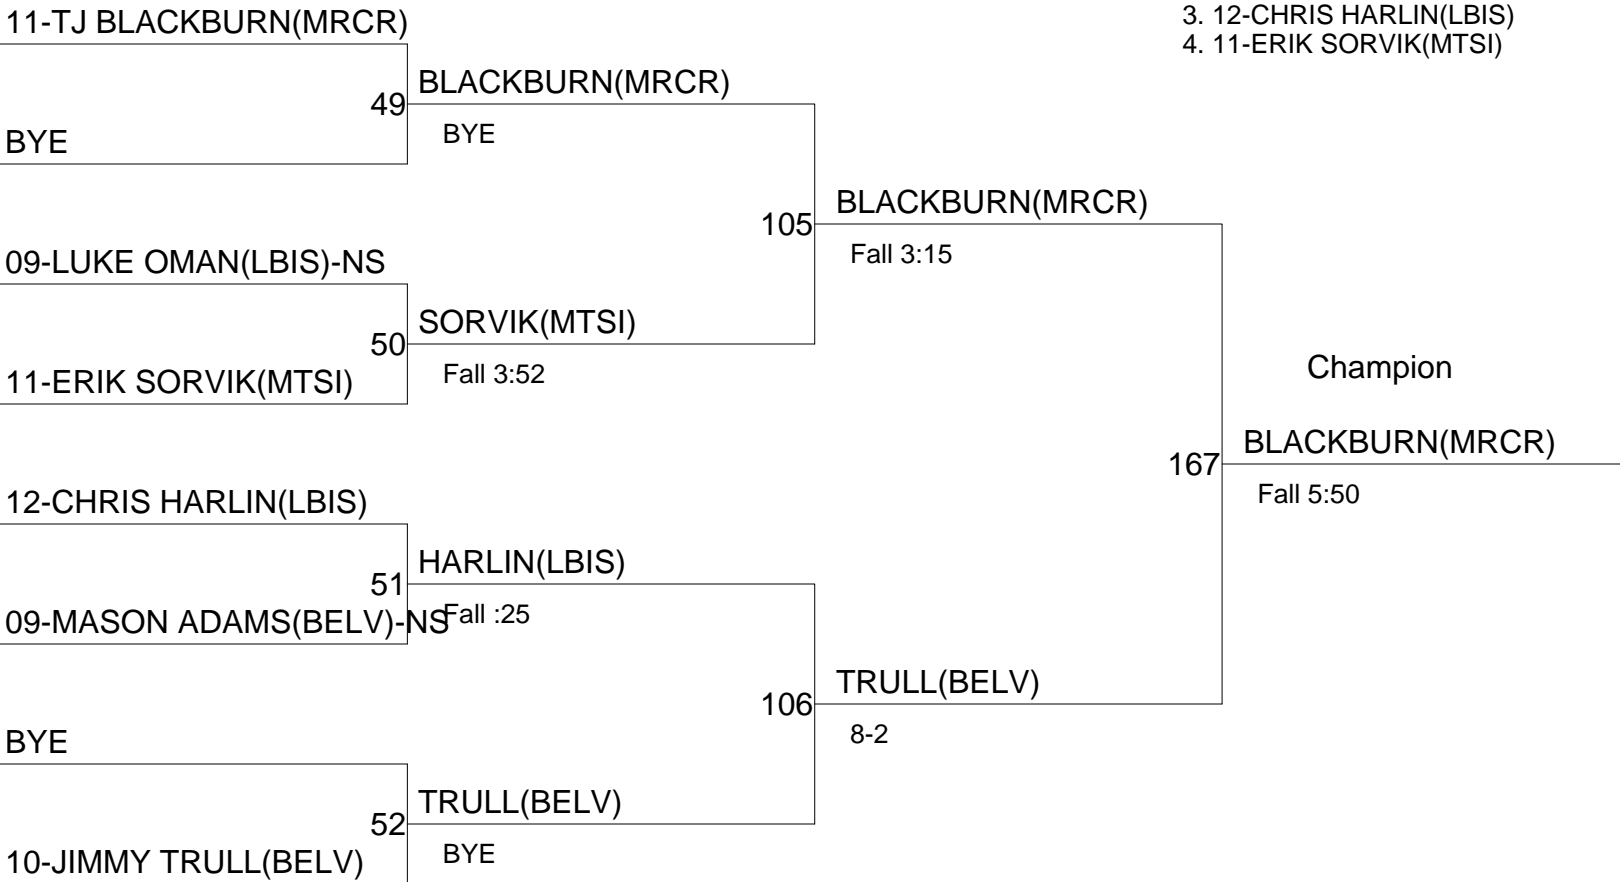 11-TJ BLACKBURN(MRCR)
3. 12-CHRIS HARLIN(LBIS)
4. 11-ERIK SORVIK(MTSI)
BLACKBURN(MRCR)
49
BYE
BYE
BLACKBURN(MRCR)
105
Fall 3:15
09-LUKE OMAN(LBIS)-NS
SORVIK(MTSI)
50
Fall 3:52
11-ERIK SORVIK(MTSI)
Champion
BLACKBURN(MRCR)
167
Fall 5:50
12-CHRIS HARLIN(LBIS)
HARLIN(LBIS)
51
Fall :25
09-MASON ADAMS(BELV)-NS
TRULL(BELV)
106
8-2
BYE
TRULL(BELV)
52
BYE
10-JIMMY TRULL(BELV)